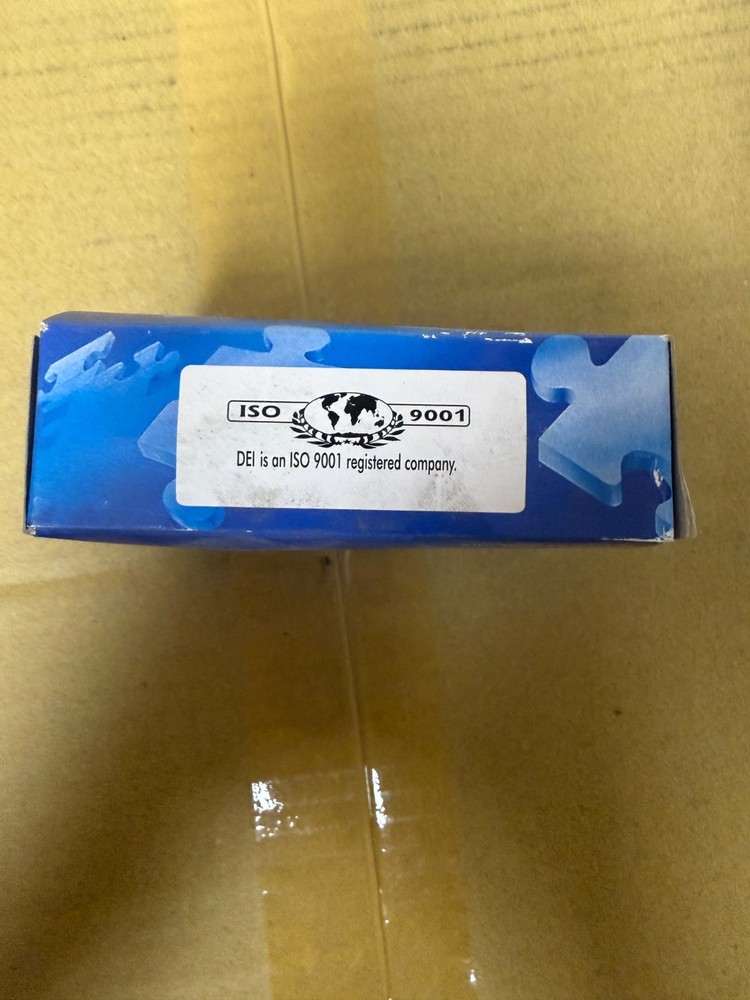 ISO 9001
DEI is an ISO 9001 registered company.